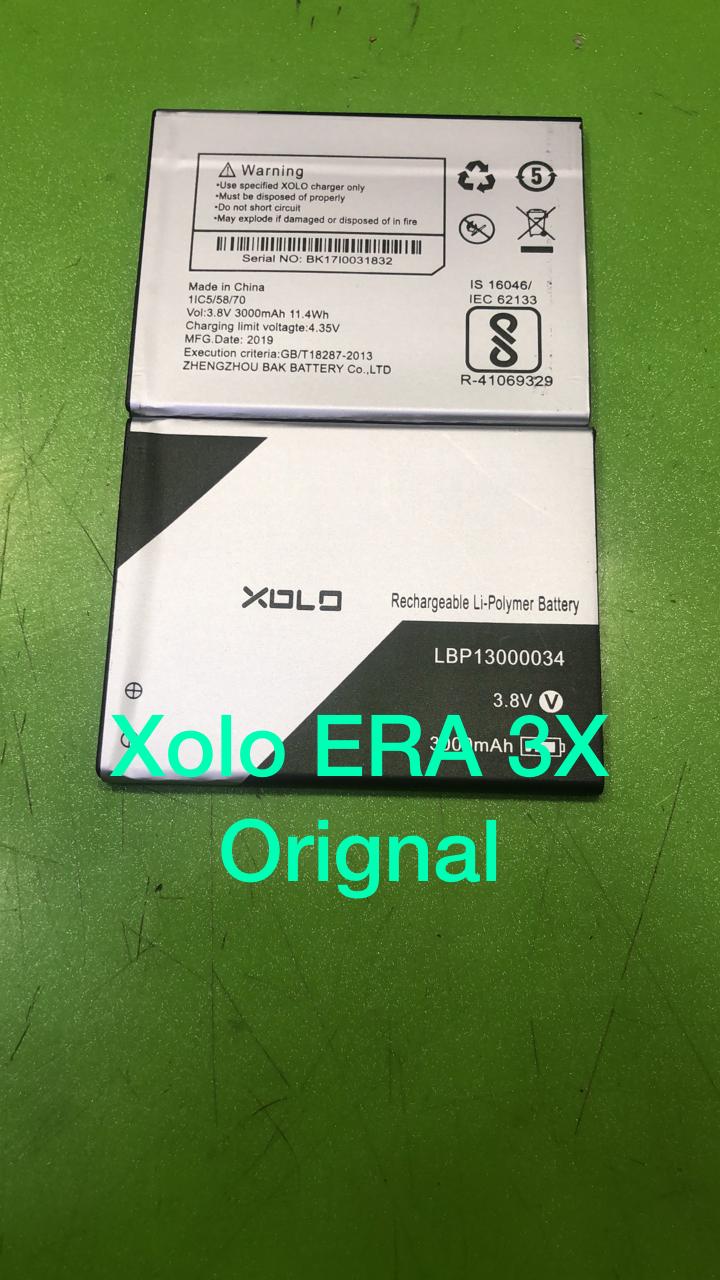 Warning
•Use specified XOLO charger only
•Must be disposed of properly
•Do not short circuit
•May explode if damaged or disposed of in fire
Serial NO: BK17I0031832
5
Made in China
1IC5/58/70
Vol:3.8V 3000mAh 11.4Wh
Charging limit voltagte:4.35V
MFG.Date: 2019
Execution criteria:GB/T18287-2013
ZHENGZHOU BAK BATTERY Co.,LTD
IS 16046/
IEC 62133
R-41069329
XOLO
Rechargeable Li-Polymer Battery
LBP13000034
3.8V V
3000mAh
Xolo ERA 3X
Orignal